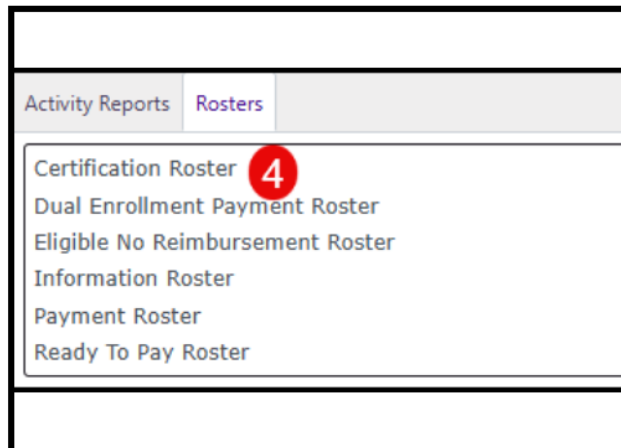 Activity Reports Rosters
Certification Roster 4
Dual Enrollment Payment Roster
Eligible No Reimbursement Roster
Information Roster
Payment Roster
Ready To Pay Roster